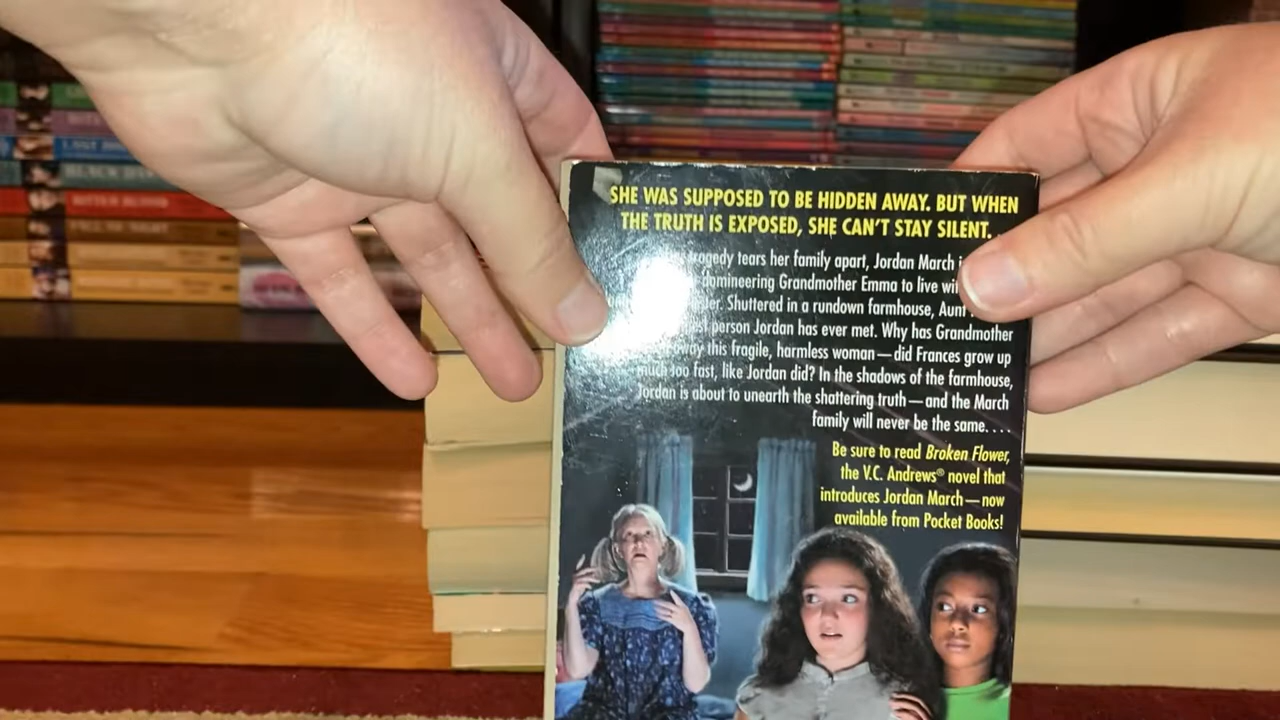 SHE WAS SUPPOSED TO BE HIDDEN AWAY. BUT WHEN
THE TRUTH IS EXPOSED, SHE CAN'T STAY SILENT. . .
tragedy tears her family apart, Jordan March
domineering Grandmother Emma to live
Shuttered in a rundown farmhouse, Aunt
person Jordan has ever met. Why has Grandmother
this fragile, harmless woman—did Frances grow up
much too fast, like Jordan did? In the shadows of the farmhouse,
Jordan is about to unearth the shattering truth—and the March
family will never be the same. . . .
Be sure to read Broken Flower,
the V.C. Andrews® novel that
introduces Jordan March—now
available from Pocket Books!